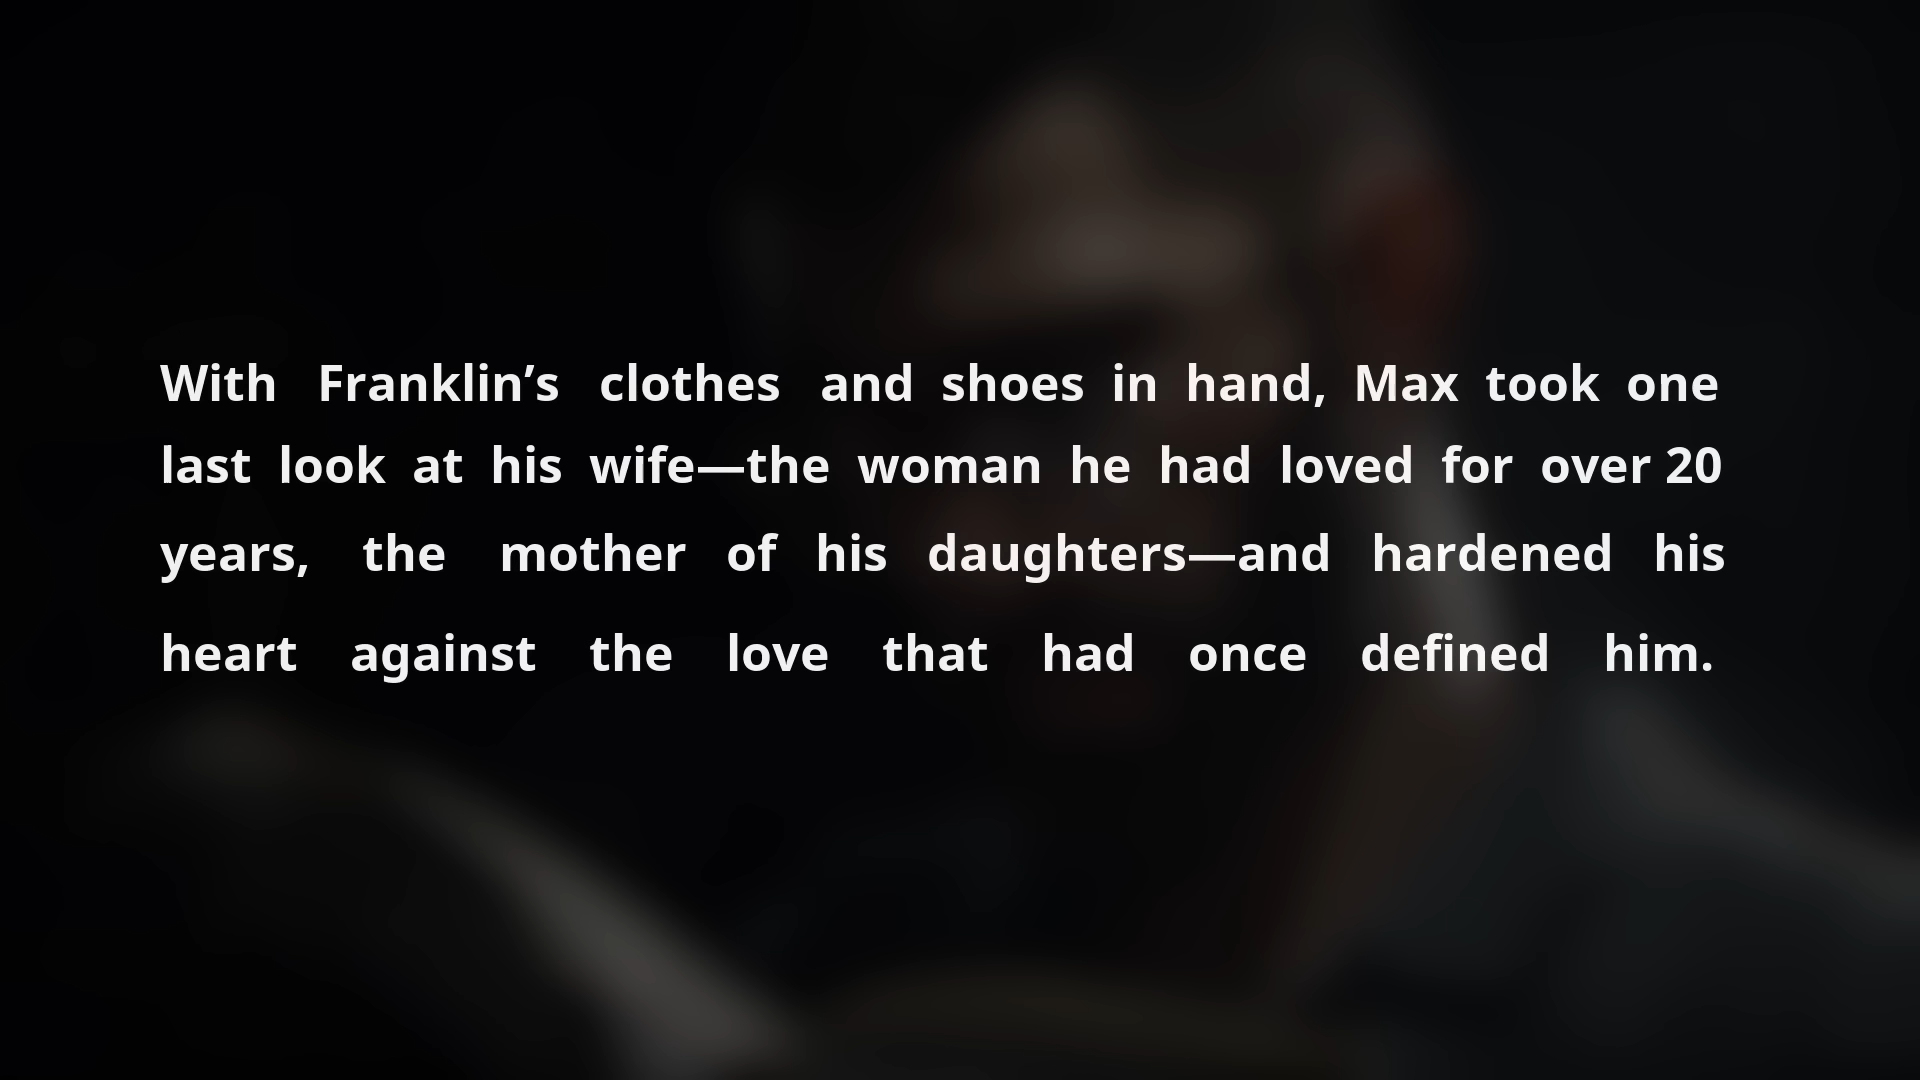 With Franklin’s clothes and shoes in hand, Max took one
last look at his wife—the woman he had loved for over 20
years, the mother of his daughters—and hardened his
heart against the love that had once defined him.